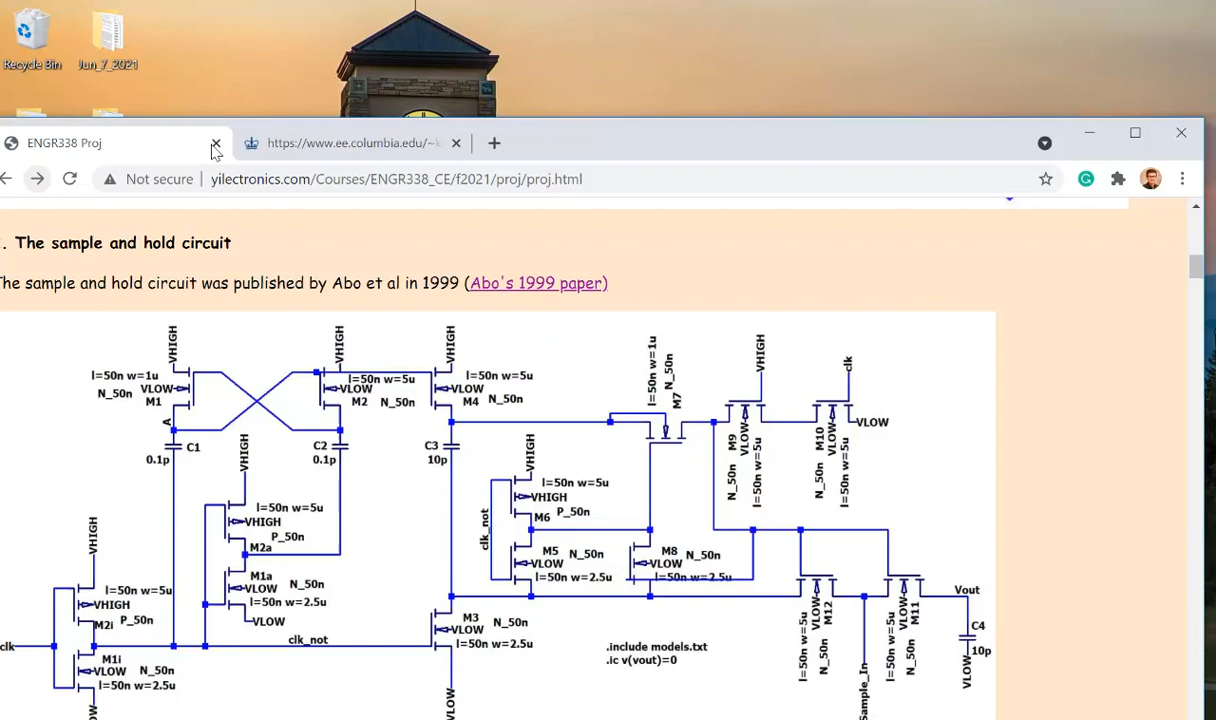 Recycle Bin
Jun_7_2021
ENGR338 Proj
https://www.ee.columbia.edu/~k
Not secure
yilectronics.com/Courses/ENGR338_CE/f2021/proj/proj.html
. The sample and hold circuit
The sample and hold circuit was published by Abo et al in 1999 (Abo's 1999 paper)
VHIGH
VHIGH
VHIGH
l=50n w=1u
VLOW
N_50n
M1
l=50n w=5u
VLOW
M2
N_50n
l=50n w=5u
VLOW
M4
N_50n
l=50n w=1u
N_50n
M7
VHIGH
clk
VLOW
A
C1
0.1p
C2
0.1p
C3
10p
M9
VLOW
N_50n
l=50n w=5u
M10
VLOW
N_50n
l=50n w=5u
VHIGH
l=50n w=5u
VHIGH
P_50n
M2a
M1a
VLOW
N_50n
l=50n w=2.5u
VLOW
VHIGH
l=50n w=5u
VHIGH
P_50n
M6
clk_not
M5
VLOW
N_50n
l=50n w=2.5u
M8
VLOW
N_50n
l=50n w=2.5u
VHIGH
l=50n w=5u
VHIGH
P_50n
M2i
clk
M1i
VLOW
N_50n
l=50n w=2.5u
clk_not
M3
VLOW
N_50n
l=50n w=2.5u
VLOW
.include models.txt
.ic v(vout)=0
M12
VLOW
N_50n
l=50n w=5u
M11
VLOW
N_50n
l=50n w=5u
Sample_In
Vout
C4
10p
VLOW